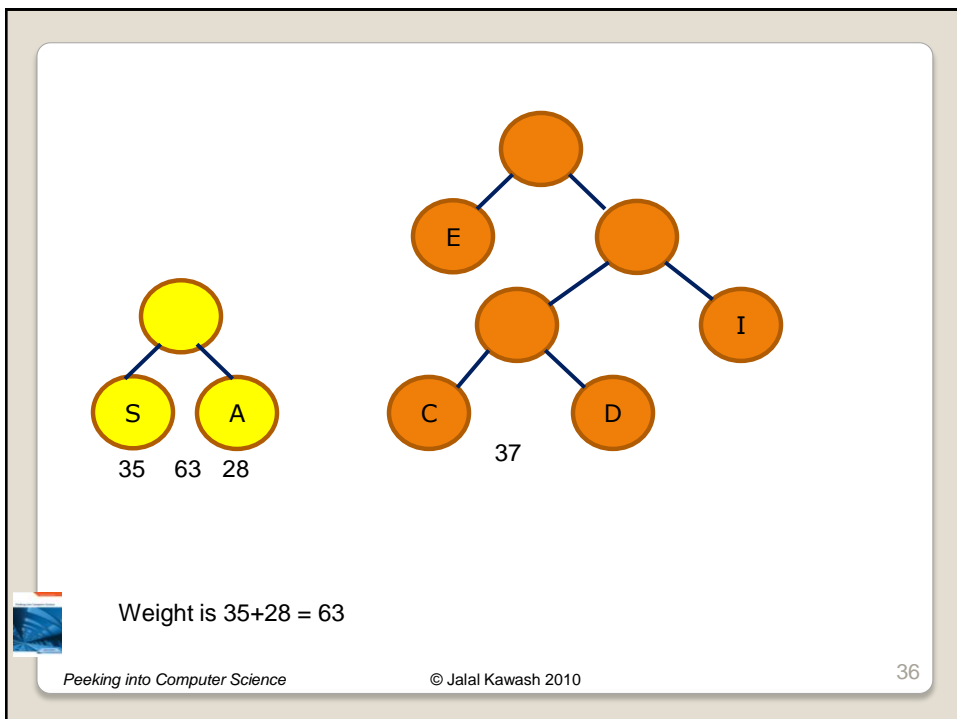 E
I
S A
C D
37
35 63 28
Weight is 35+28 = 63
Peeking into Computer Science © Jalal Kawash 2010 36